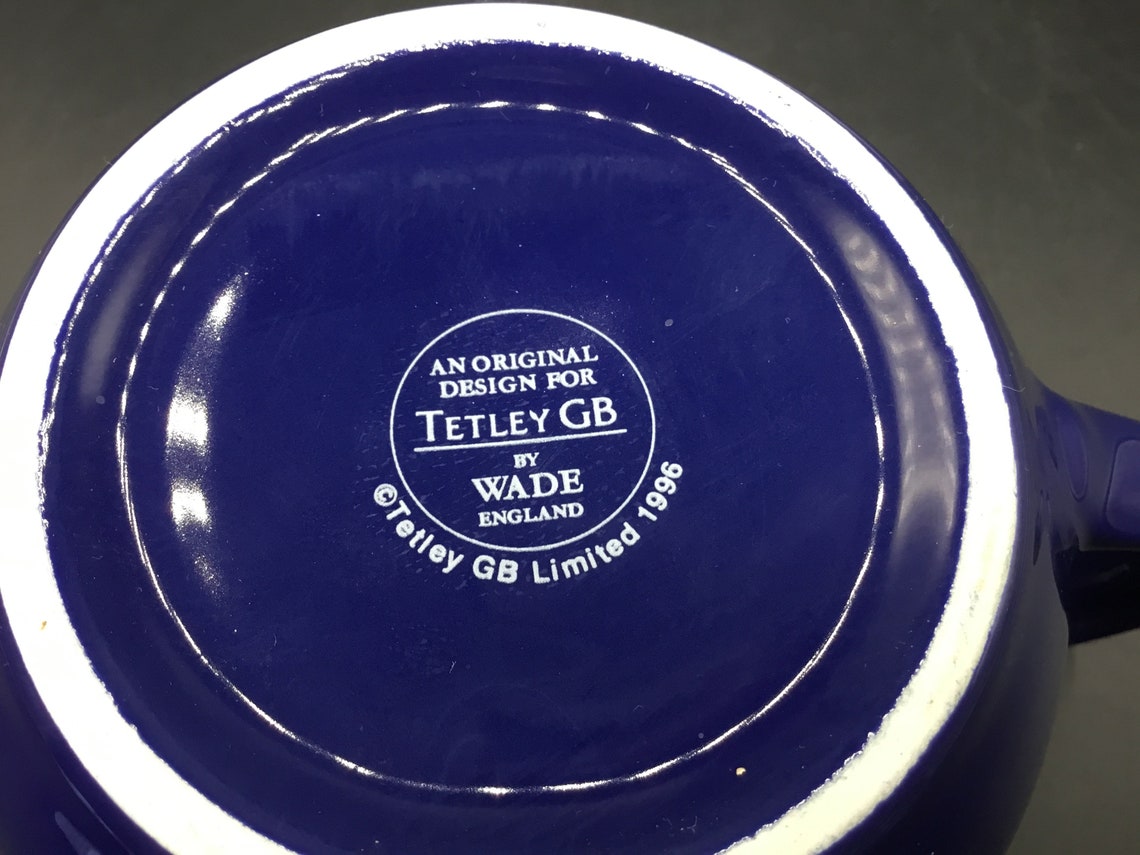 AN ORIGINAL
DESIGN FOR
TETLEY GB
BY
WADE
ENGLAND
©Tetley GB Limited 1996